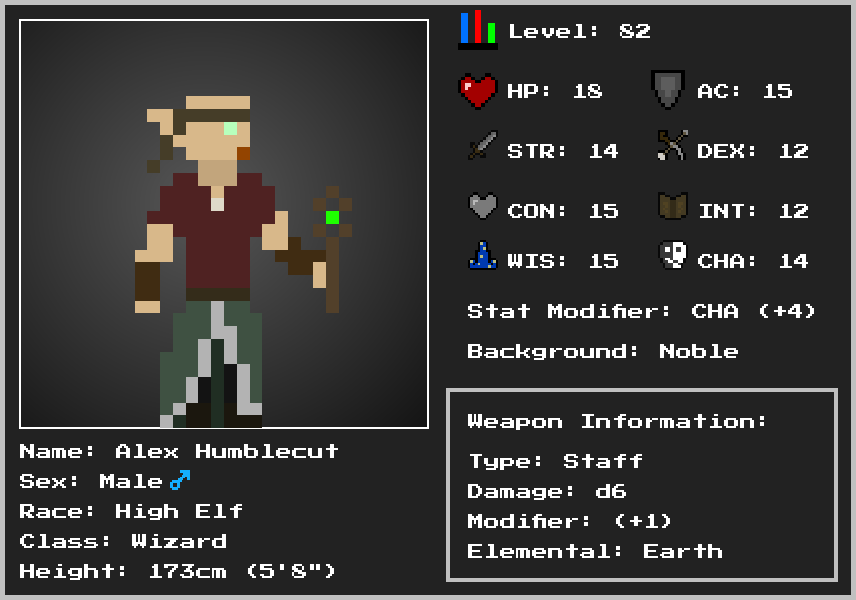 Level: 82
HP: 18 AC: 15
STR: 14 DEX: 12
CON: 15 INT: 12
WIS: 15 CHA: 14
Stat Modifier: CHA (+4)
Background: Noble
Weapon Information:
Type: Staff
Damage: d6
Modifier: (+1)
Elemental: Earth
Name: Alex Humblecut
Sex: Male♂
Race: High Elf
Class: Wizard
Height: 173cm (5'8")